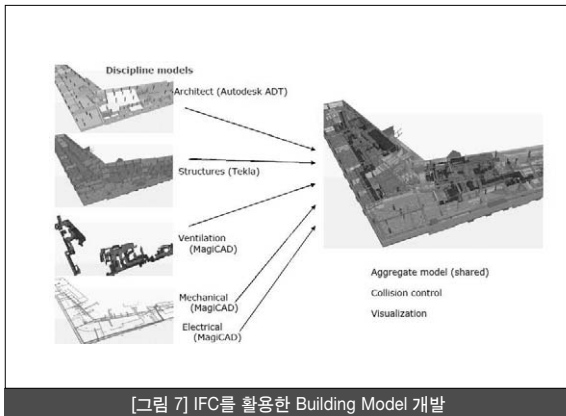 Discipline models
Architect (Autodesk ADT)
Structures (Tekla)
Ventilation
(MagiCAD)
Mechanical
(MagiCAD)
Electrical
(MagiCAD)
Aggregate model (shared)
Collision control
Visualization
[그림 7] IFC를 활용한 Building Model 개발